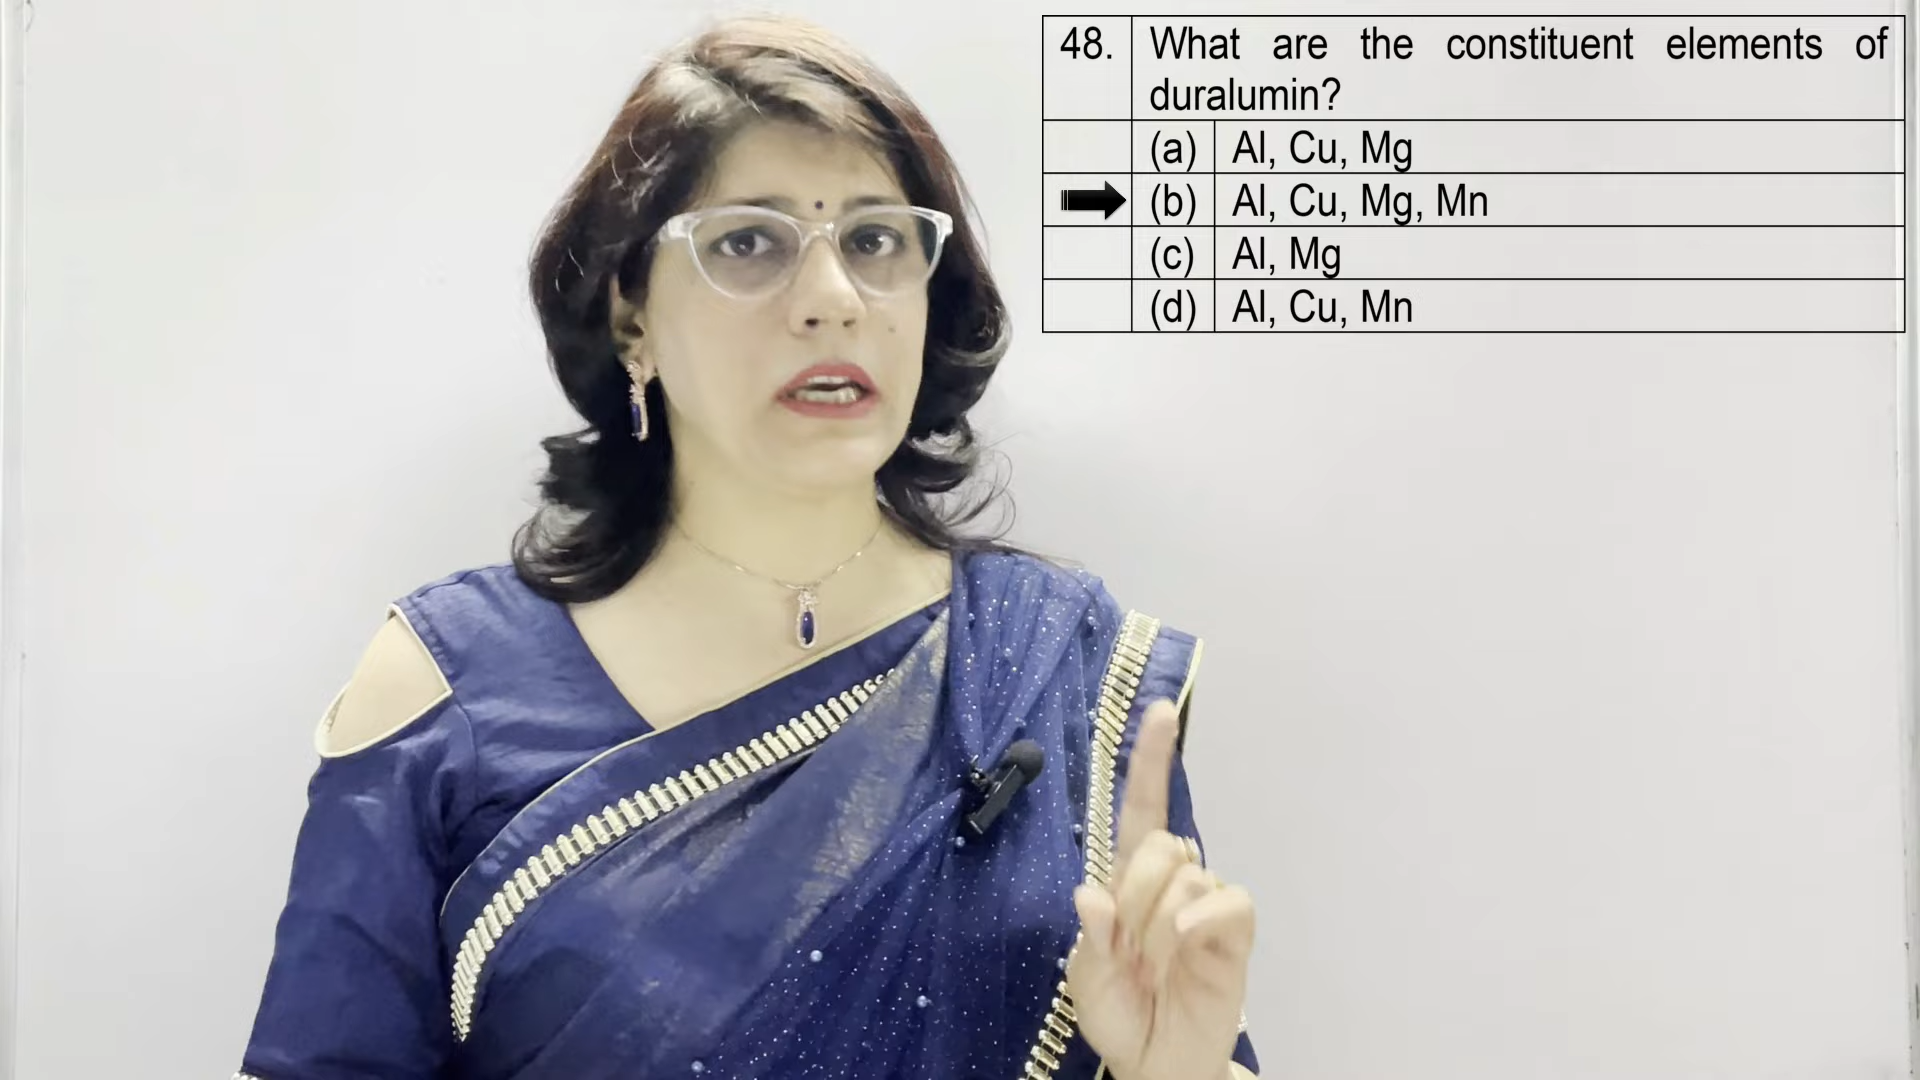 48. What are the constituent elements of
duralumin?
(a) Al, Cu, Mg
(b) Al, Cu, Mg, Mn
(c) Al, Mg
(d) Al, Cu, Mn